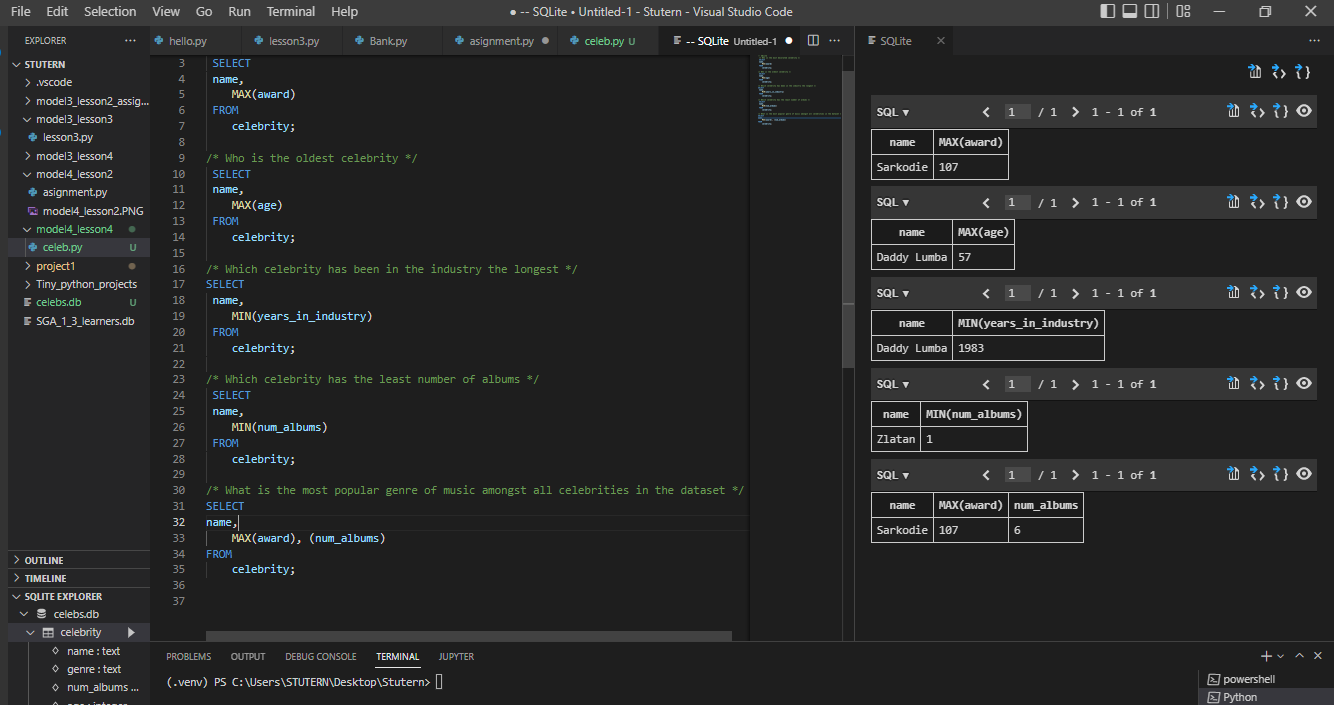 File Edit Selection View Go Run Terminal Help
● -- SQLite • Untitled-1 - Stutern - Visual Studio Code
EXPLORER
STUTERN
.vscode
model3_lesson2_assig...
model3_lesson3
lesson3.py
model3_lesson4
model4_lesson2
asignment.py
model4_lesson2.PNG
model4_lesson4
celeb.py U
project1
Tiny_python_projects
celebs.db U
SGA_1_3_learners.db
OUTLINE
TIMELINE
SQLITE EXPLORER
celebs.db
celebrity
name : text
genre : text
num_albums ...
hello.py lesson3.py Bank.py asignment.py celeb.py U -- SQLite Untitled-1
3 SELECT
4 name,
5 MAX(award)
6 FROM
7 celebrity;
8
9 /* Who is the oldest celebrity */
10 SELECT
11 name,
12 MAX(age)
13 FROM
14 celebrity;
15
16 /* Which celebrity has been in the industry the longest */
17 SELECT
18 name,
19 MIN(years_in_industry)
20 FROM
21 celebrity;
22
23 /* Which celebrity has the least number of albums */
24 SELECT
25 name,
26 MIN(num_albums)
27 FROM
28 celebrity;
29
30 /* What is the most popular genre of music amongst all celebrities in the dataset */
31 SELECT
32 name,
33 MAX(award), (num_albums)
34 FROM
35 celebrity;
36
37
SQLite
SQL ▼ 1 / 1 1 - 1 of 1
name MAX(award)
Sarkodie 107
SQL ▼ 1 / 1 1 - 1 of 1
name MAX(age)
Daddy Lumba 57
SQL ▼ 1 / 1 1 - 1 of 1
name MIN(years_in_industry)
Daddy Lumba 1983
SQL ▼ 1 / 1 1 - 1 of 1
name MIN(num_albums)
Zlatan 1
SQL ▼ 1 / 1 1 - 1 of 1
name MAX(award) num_albums
Sarkodie 107 6
PROBLEMS OUTPUT DEBUG CONSOLE TERMINAL JUPYTER
(.venv) PS C:\Users\STUTERN\Desktop\Stutern>
powershell
Python